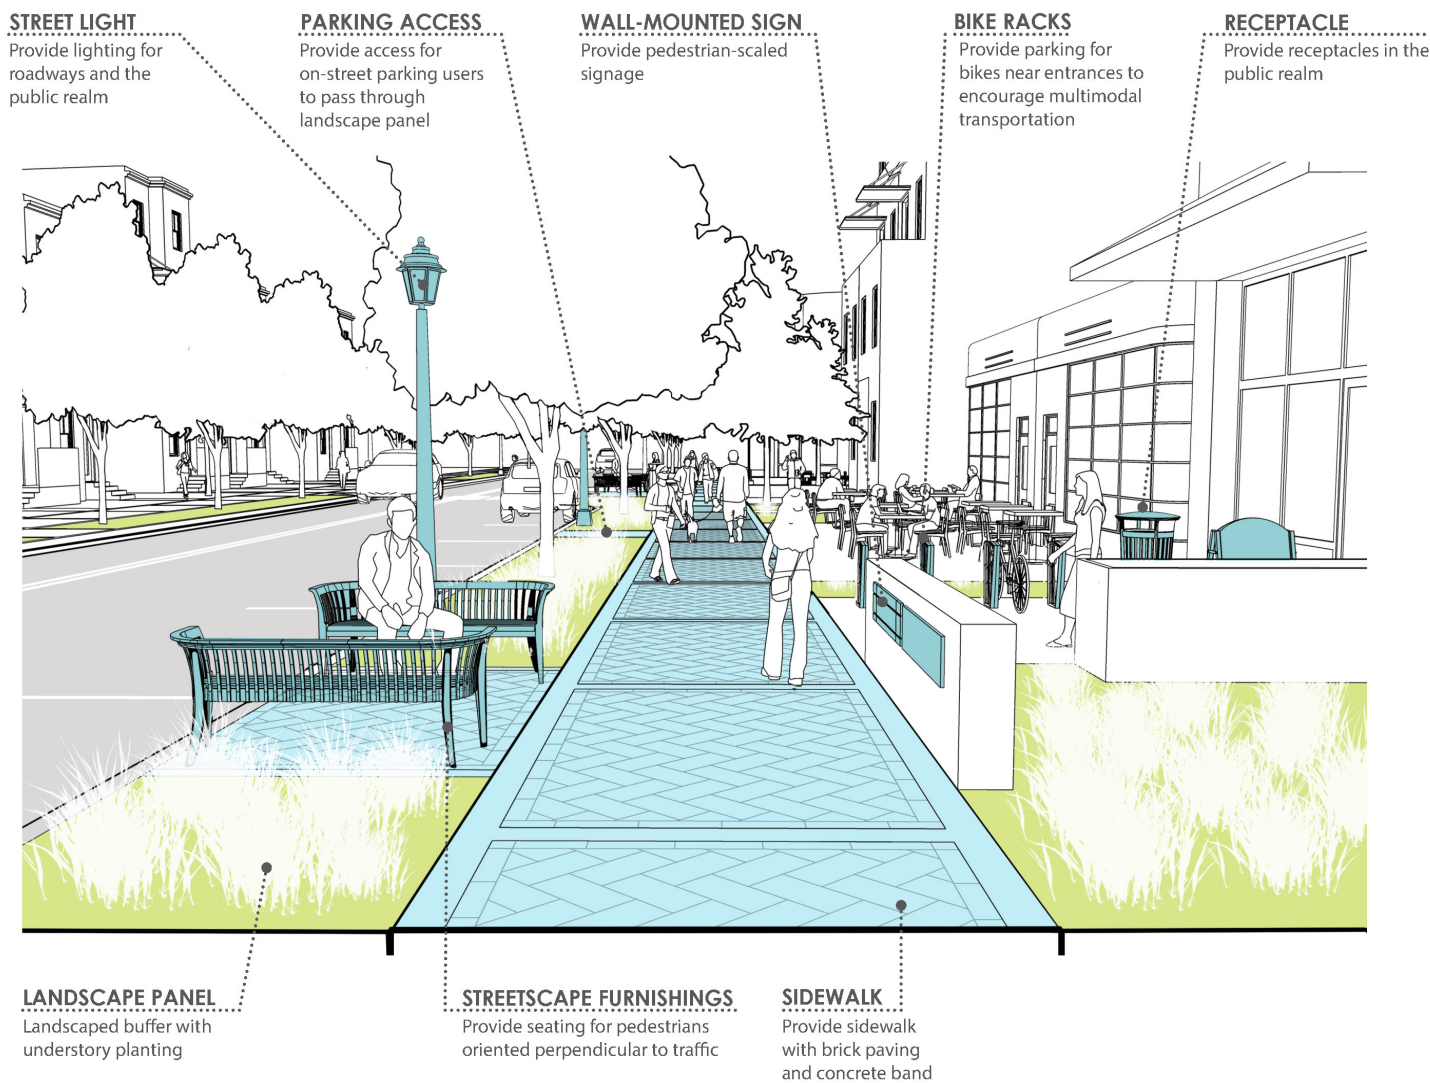 STREET LIGHT
Provide lighting for
roadways and the
public realm
PARKING ACCESS
Provide access for
on-street parking users
to pass through
landscape panel
WALL-MOUNTED SIGN
Provide pedestrian-scaled
signage
BIKE RACKS
Provide parking for
bikes near entrances to
encourage multimodal
transportation
RECEPTACLE
Provide receptacles in the
public realm
LANDSCAPE PANEL
Landscaped buffer with
understory planting
STREETSCAPE FURNISHINGS
Provide seating for pedestrians
oriented perpendicular to traffic
SIDEWALK
Provide sidewalk
with brick paving
and concrete band